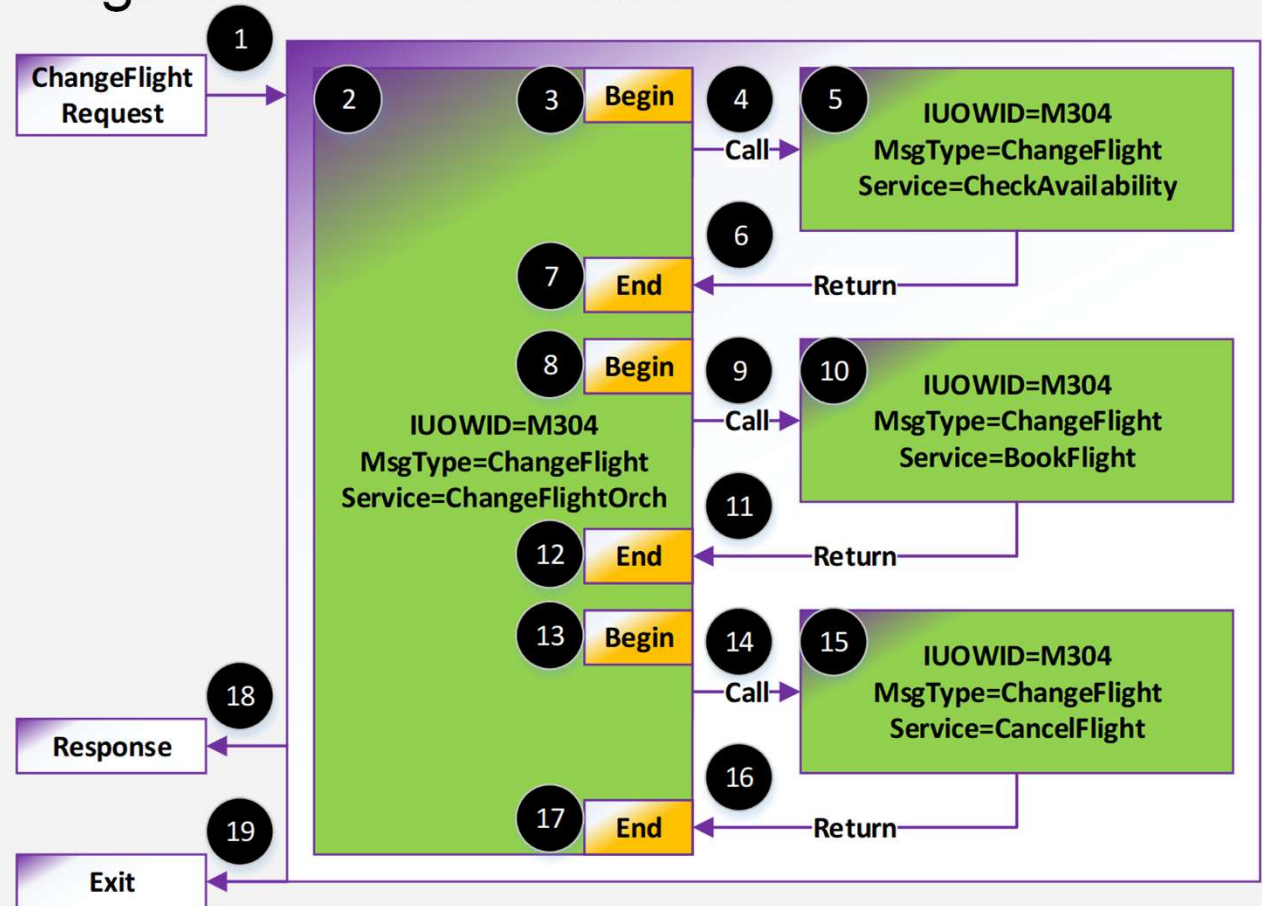 1
ChangeFlight
Request
2
3
Begin
4
Call
5
IUOWID=M304
MsgType=ChangeFlight
Service=CheckAvailability
6
7
End
Return
8
Begin
9
Call
10
IUOWID=M304
MsgType=ChangeFlight
Service=BookFlight
IUOWID=M304
MsgType=ChangeFlight
Service=ChangeFlightOrch
11
12
End
Return
13
Begin
14
Call
15
IUOWID=M304
MsgType=ChangeFlight
Service=CancelFlight
16
17
End
Return
18
Response
19
Exit